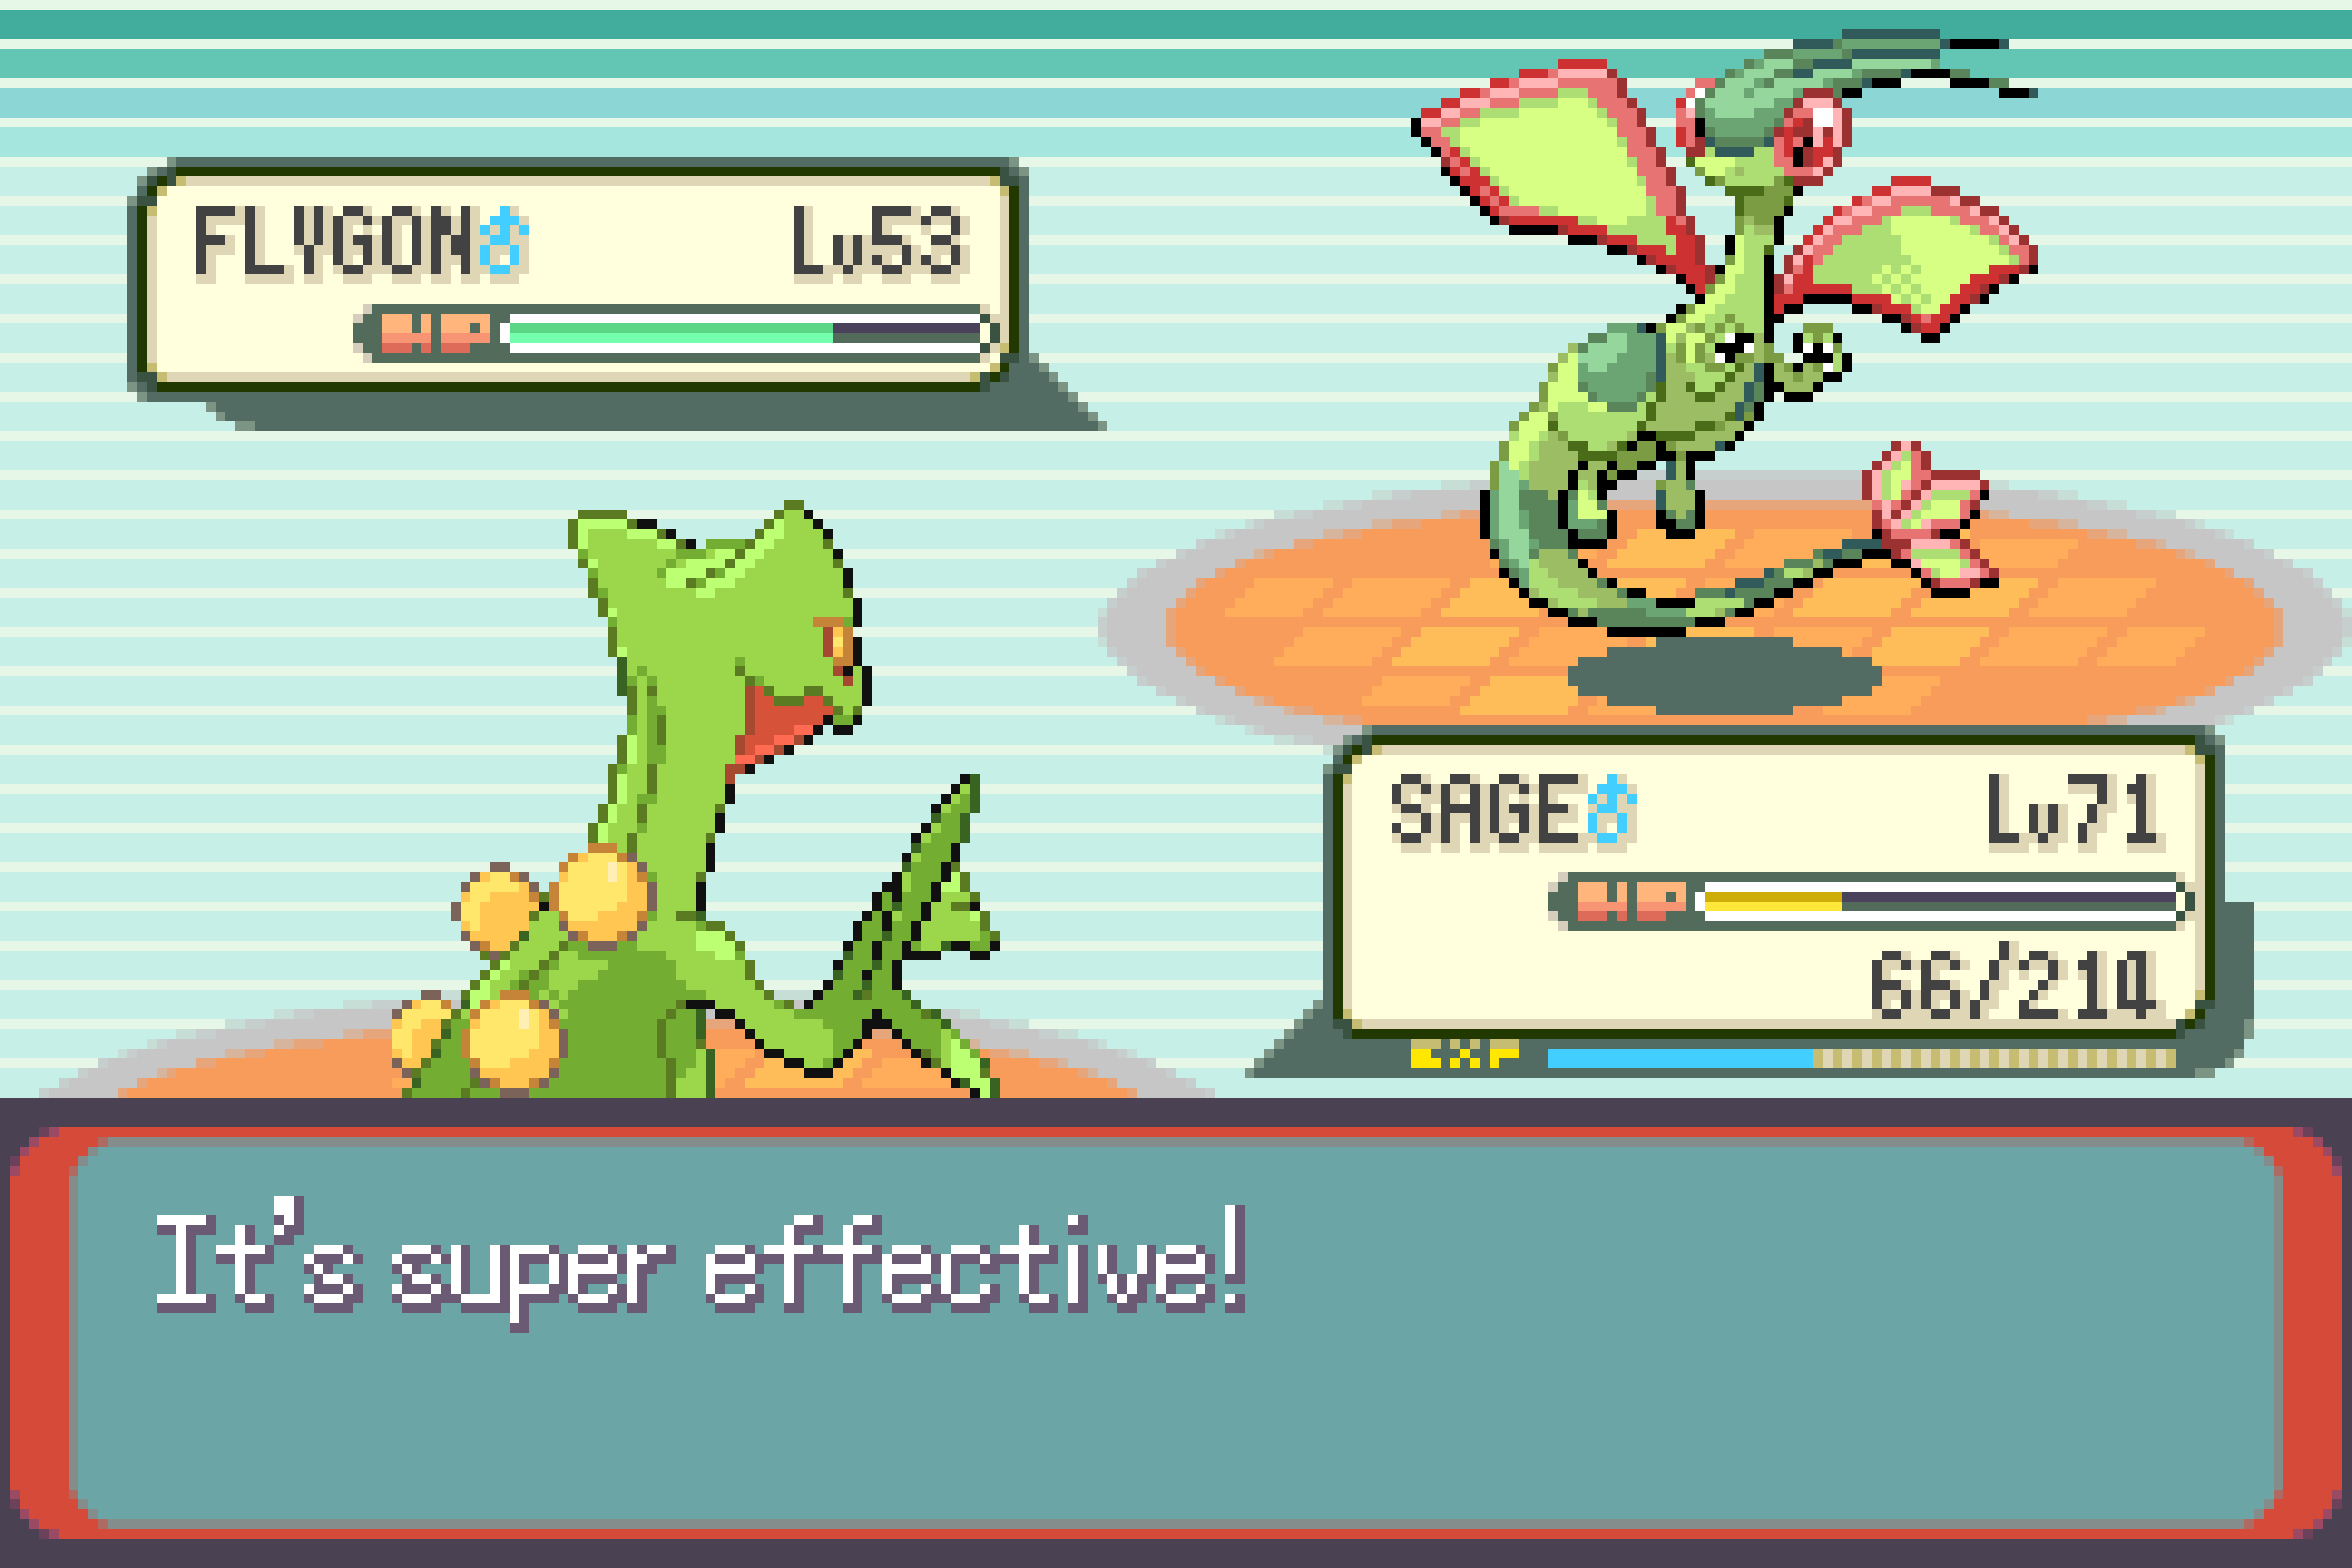 FLYGON♂ Lv53
HP
SAGE♂ Lv71
HP
66/214
EXP
It's super effective!